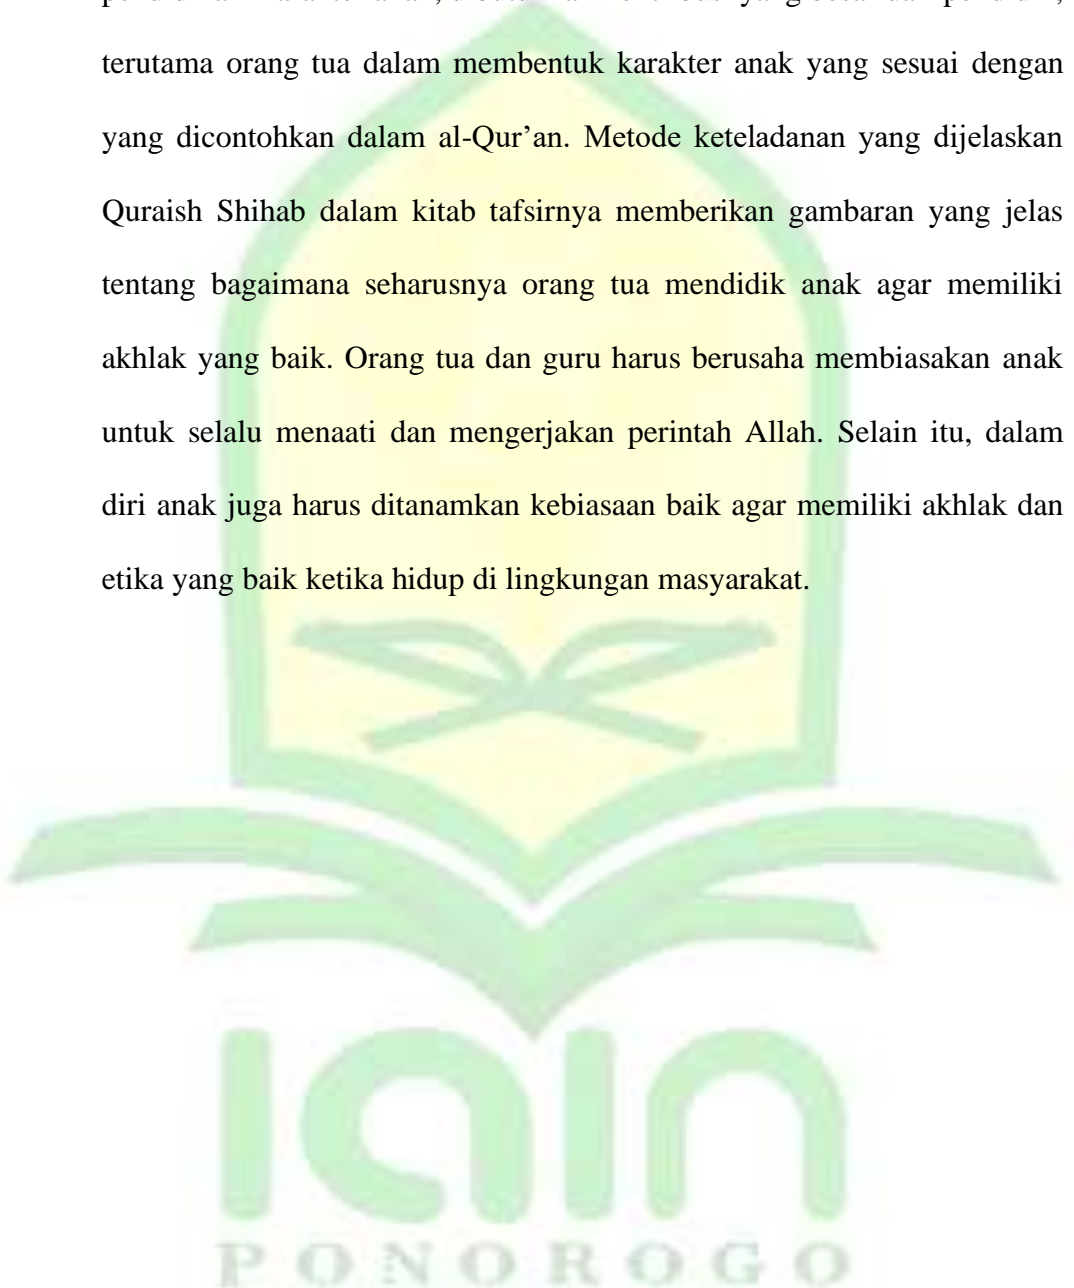 terutama orang tua dalam membentuk karakter anak yang sesuai dengan
yang dicontohkan dalam al-Qur’an. Metode keteladanan yang dijelaskan
Quraish Shihab dalam kitab tafsirnya memberikan gambaran yang jelas
tentang bagaimana seharusnya orang tua mendidik anak agar memiliki
akhlak yang baik. Orang tua dan guru harus berusaha membiasakan anak
untuk selalu menaati dan mengerjakan perintah Allah. Selain itu, dalam
diri anak juga harus ditanamkan kebiasaan baik agar memiliki akhlak dan
etika yang baik ketika hidup di lingkungan masyarakat.
iain
PONOROGO